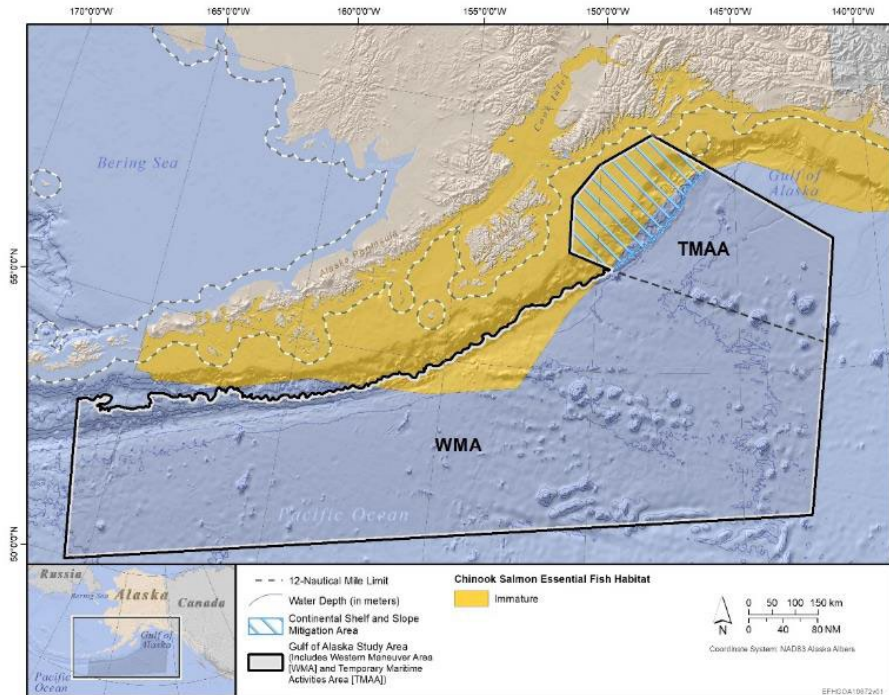 170°0'0"W
165°0'0"W
160°0'0"W
155°0'0"W
150°0'0"W
145°0'0"W
140°0'0"W
Cook Inlet
Bering Sea
Gulf of
Alaska
TMAA
Alaska Peninsula
55°0'0"N
WMA
Pacific Ocean
50°0'0"N
Russia
Bering Sea
Alaska
Canada
Gulf of
Alaska
Pacific
Ocean
12-Nautical Mile Limit
Water Depth (in meters)
Continental Shelf and Slope
Mitigation Area
Gulf of Alaska Study Area
(Includes Western Maneuver Area
[WMA] and Temporary Maritime
Activities Area [TMAA])
Chinook Salmon Essential Fish Habitat
Immature
N
0 50 100 150 km
0 40 80 NM
Coordinate System: NAD83 Alaska Albers